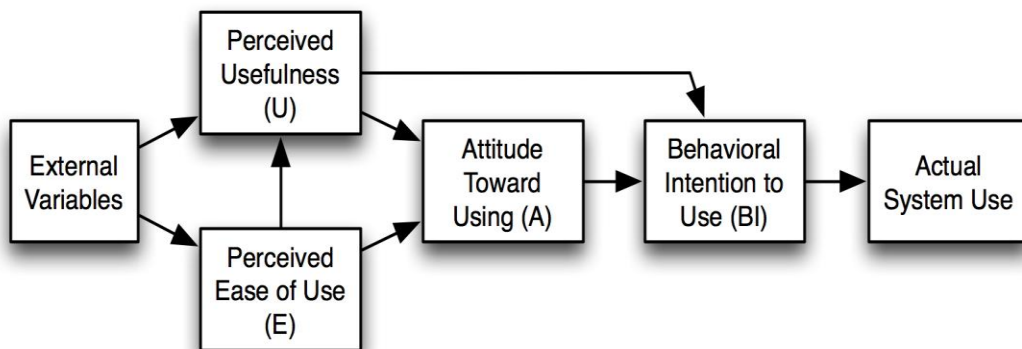 Perceived
Usefulness
(U)
External
Variables
Perceived
Ease of Use
(E)
Attitude
Toward
Using (A)
Behavioral
Intention to
Use (BI)
Actual
System Use